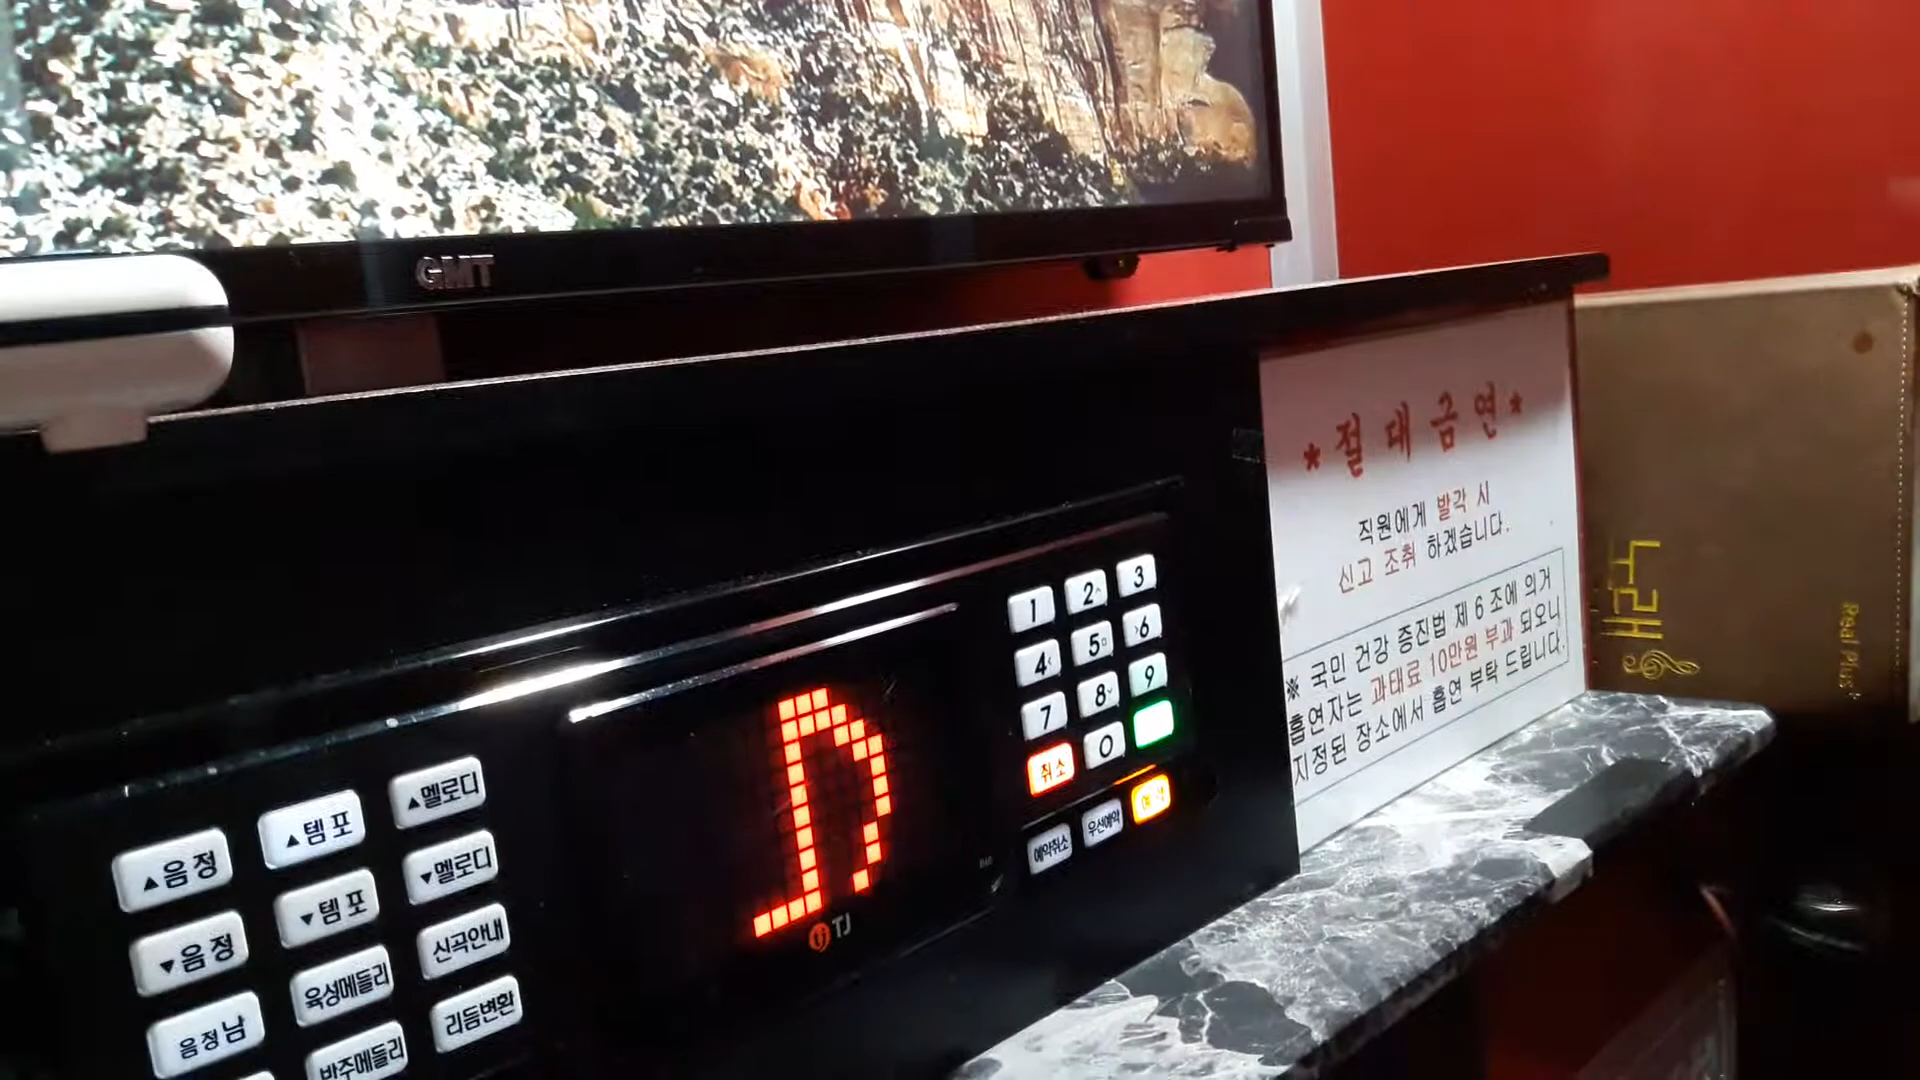 GMT
* 절대금연 *
직원에게 발각 시
신고 조취 하겠습니다.
※ 국민 건강 증진법 제 6 조에 의거
흡연자는 과태료 10만원 부과 되오니
지정된 장소에서 흡연 부탁 드립니다.
노래
Real Plus+
1 2 3
4 5 6
7 8 9
취소 0
예약취소 우선예약 예약
TJ
▲음정 ▲템포 ▲멜로디
▼음정 ▼템포 ▼멜로디
음정남 육성메들리 신곡안내
반주메들리 리듬변환